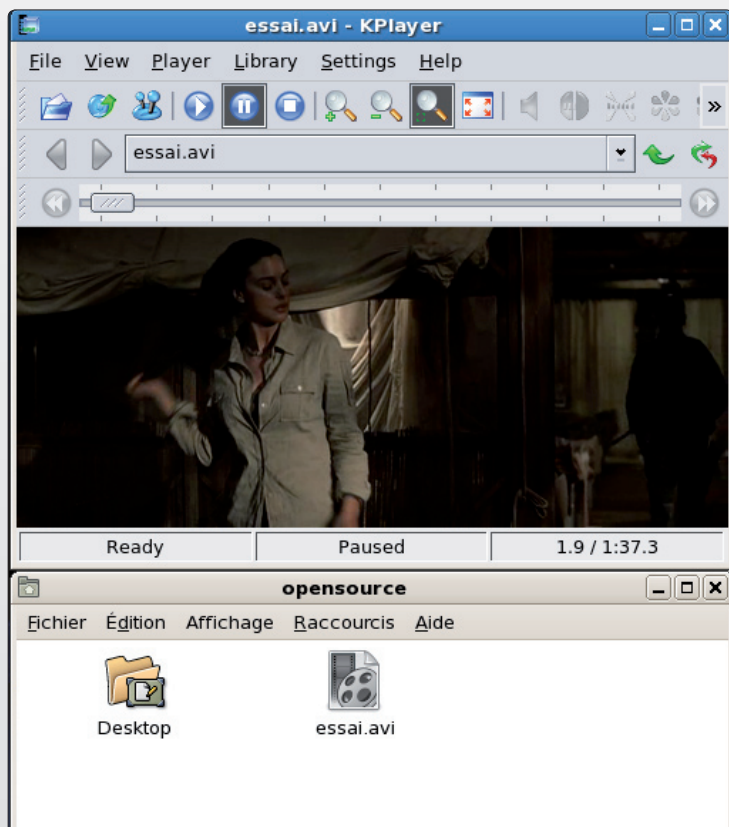 essai.avi - KPlayer
File View Player Library Settings Help
»
essai.avi
Ready Paused 1.9 / 1:37.3
opensource
Fichier Édition Affichage Raccourcis Aide
Desktop essai.avi